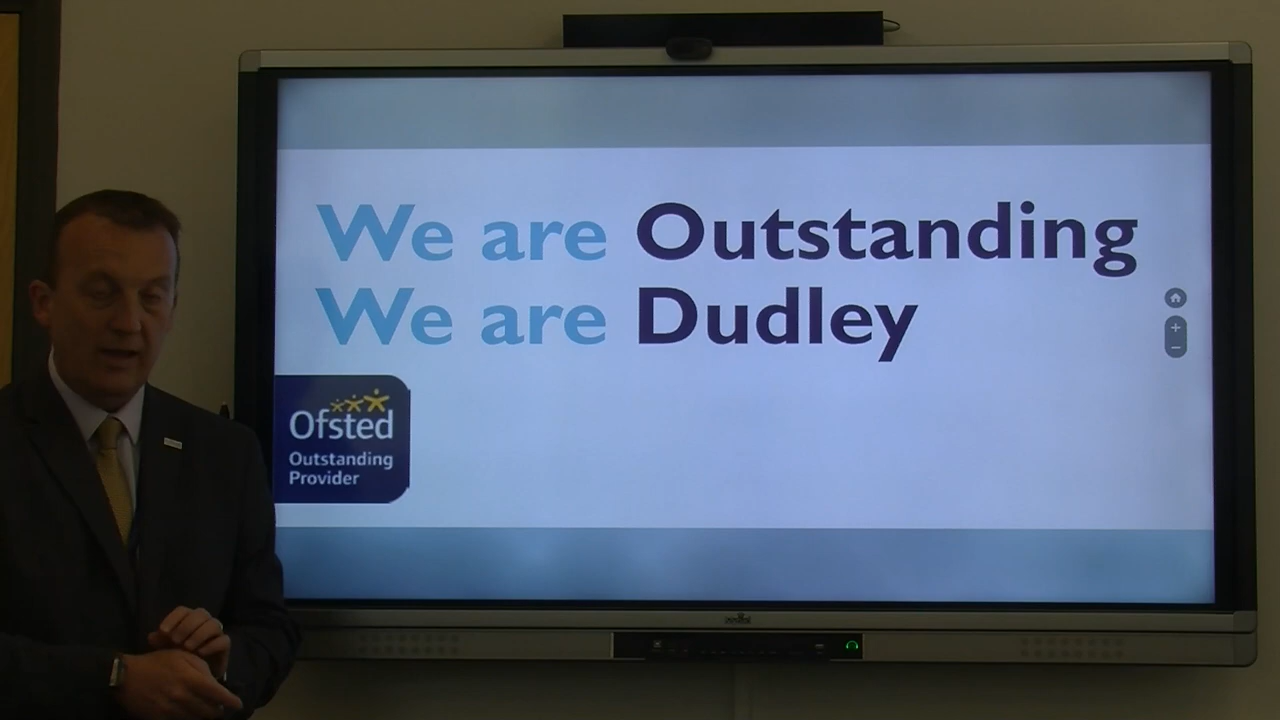 We are Outstanding
We are Dudley
Ofsted
Outstanding
Provider